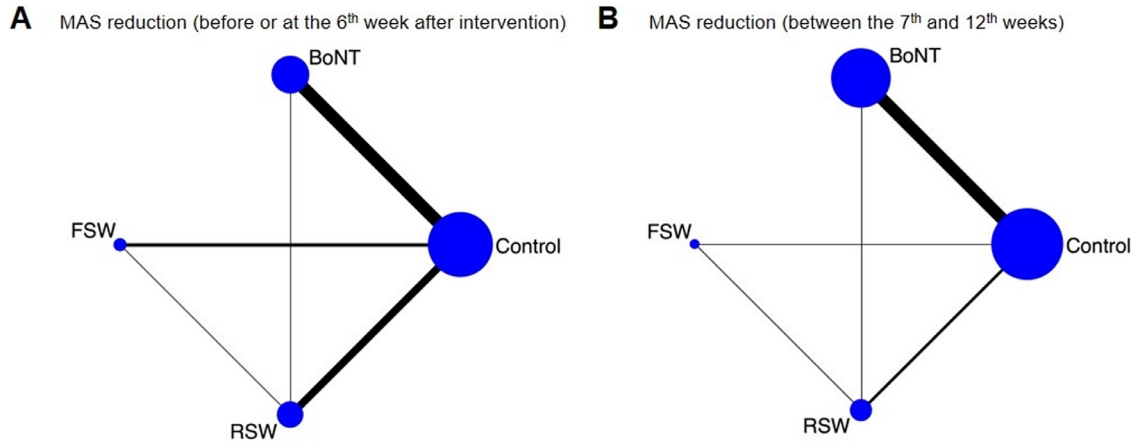 A MAS reduction (before or at the 6th week after intervention)
BoNT
FSW
Control
RSW
B MAS reduction (between the 7th and 12th weeks)
BoNT
FSW
Control
RSW